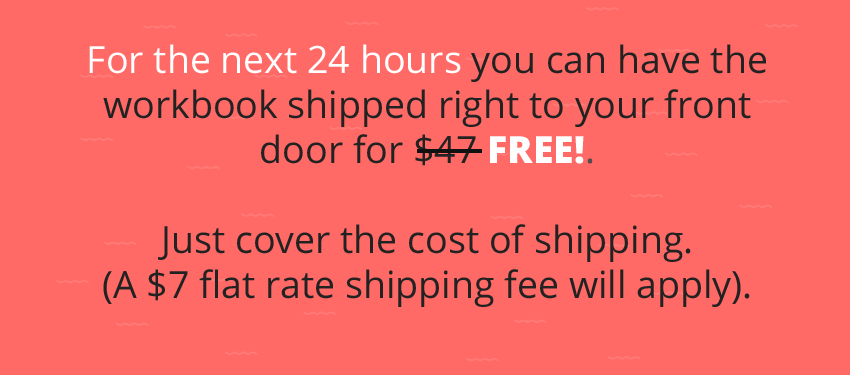 For the next 24 hours you can have the
workbook shipped right to your front
door for $47 FREE!.
Just cover the cost of shipping.
(A $7 flat rate shipping fee will apply).